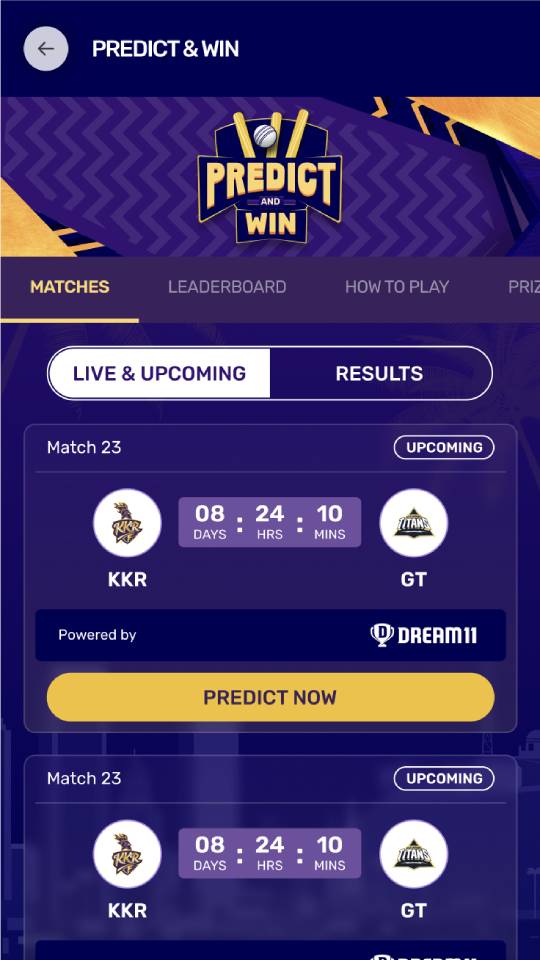 PREDICT & WIN
PREDICT
AND
WIN
MATCHES LEADERBOARD HOW TO PLAY PRIZ
LIVE & UPCOMING RESULTS
Match 23 UPCOMING
KKR 08 : 24 : 10 TITANS
DAYS HRS MINS
KKR GT
Powered by DREAM11
PREDICT NOW
Match 23 UPCOMING
KKR 08 : 24 : 10 TITANS
DAYS HRS MINS
KKR GT